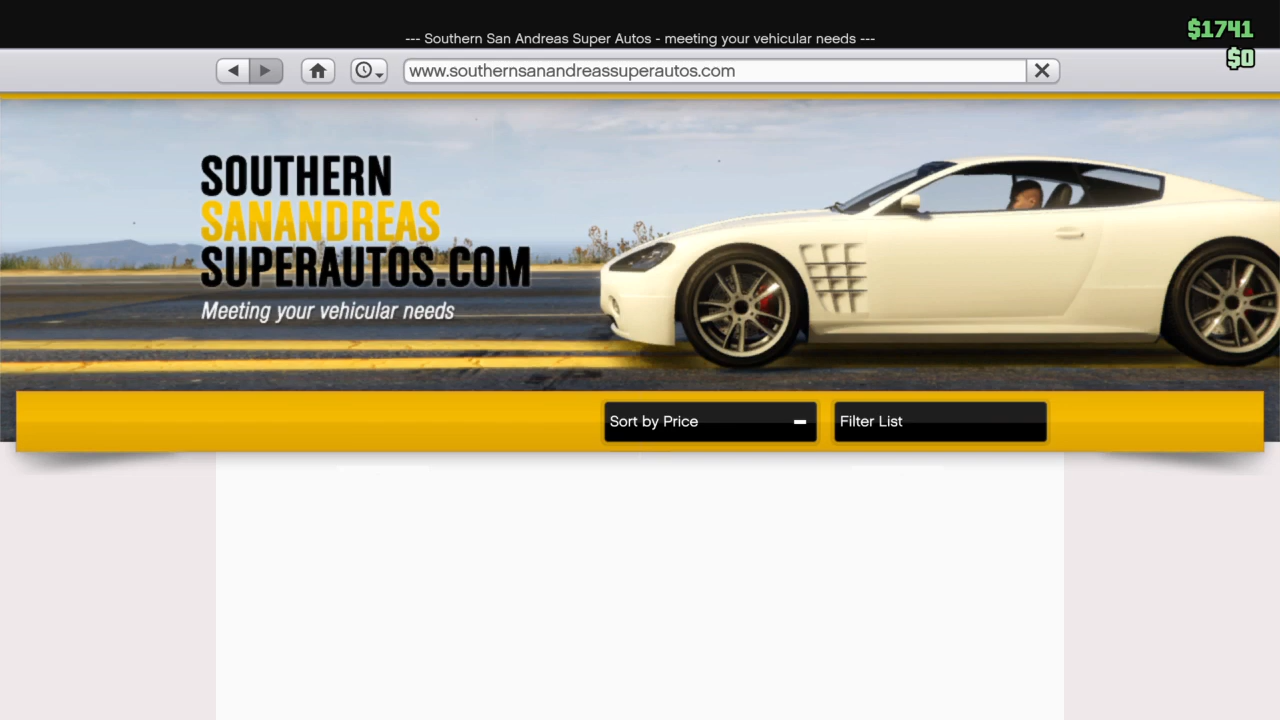 --- Southern San Andreas Super Autos - meeting your vehicular needs ---
$1741
$0
www.southernsanandreassuperautos.com
SOUTHERN
SANANDREAS
SUPERAUTOS.COM
Meeting your vehicular needs
Sort by Price
Filter List